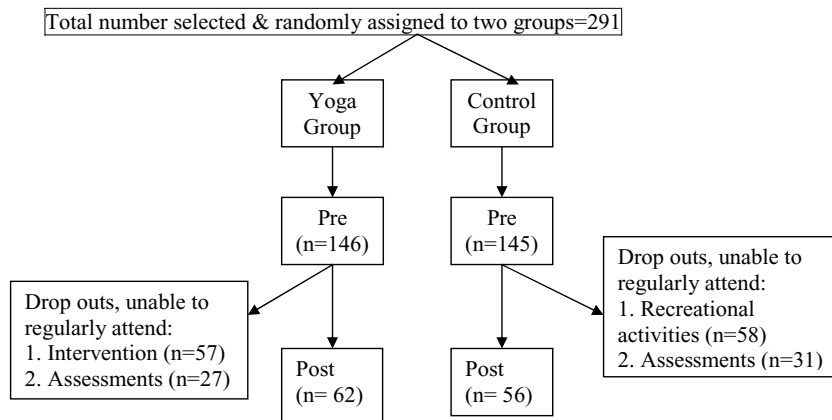 Total number selected & randomly assigned to two groups=291
Yoga
Group
Control
Group
Pre
(n=146)
Pre
(n=145)
Drop outs, unable to
regularly attend:
1. Intervention (n=57)
2. Assessments (n=27)
Post
(n= 62)
Post
(n= 56)
Drop outs, unable to
regularly attend:
1. Recreational
activities (n=58)
2. Assessments (n=31)